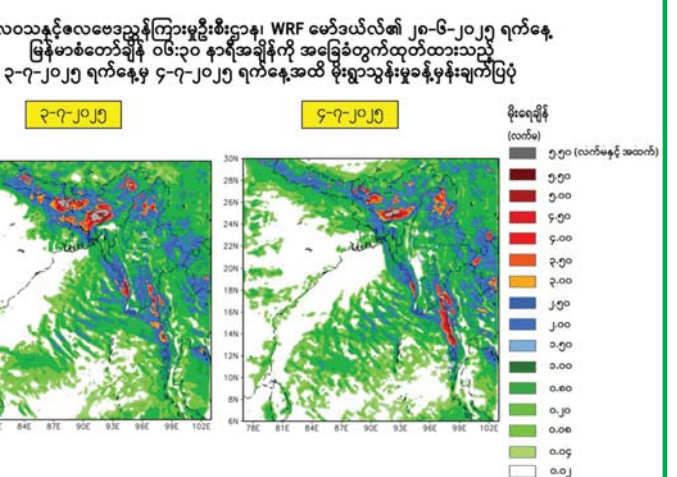 လဝသနှင့်ဇလဗေဒညွှန်ကြားမှုဦးစီးဌာန၊ WRF မော်ဒယ်လ်၏ ၂၈-၆-၂၀၂၅ ရက်နေ့
မြန်မာစံတော်ချိန် ၀၆:၃၀ နာရီအချိန်ကို အခြေခံတွက်ထုတ်ထားသည့်
၃-၇-၂၀၂၅ ရက်နေ့မှ ၄-၇-၂၀၂၅ ရက်နေ့အထိ မိုးရွာသွန်းမှုခန့်မှန်းချက်ပြပုံ
၃-၇-၂၀၂၅
၄-၇-၂၀၂၅
မိုးရေချိန်
(လက်မ)
၅.၅၀ (လက်မနှင့် အထက်)
၅.၅၀
၅.၀၀
၄.၅၀
၄.၀၀
၃.၅၀
၃.၀၀
၂.၅၀
၂.၀၀
၁.၅၀
၁.၀၀
၀.၈၀
၀.၂၀
၀.၀၈
၀.၀၄
၀.၀၂
30N
28N
26N
24N
22N
20N
18N
16N
14N
12N
10N
8N
6N
E 84E 87E 90E 93E 96E 99E 102E
78E 81E 84E 87E 90E 93E 96E 99E 102E